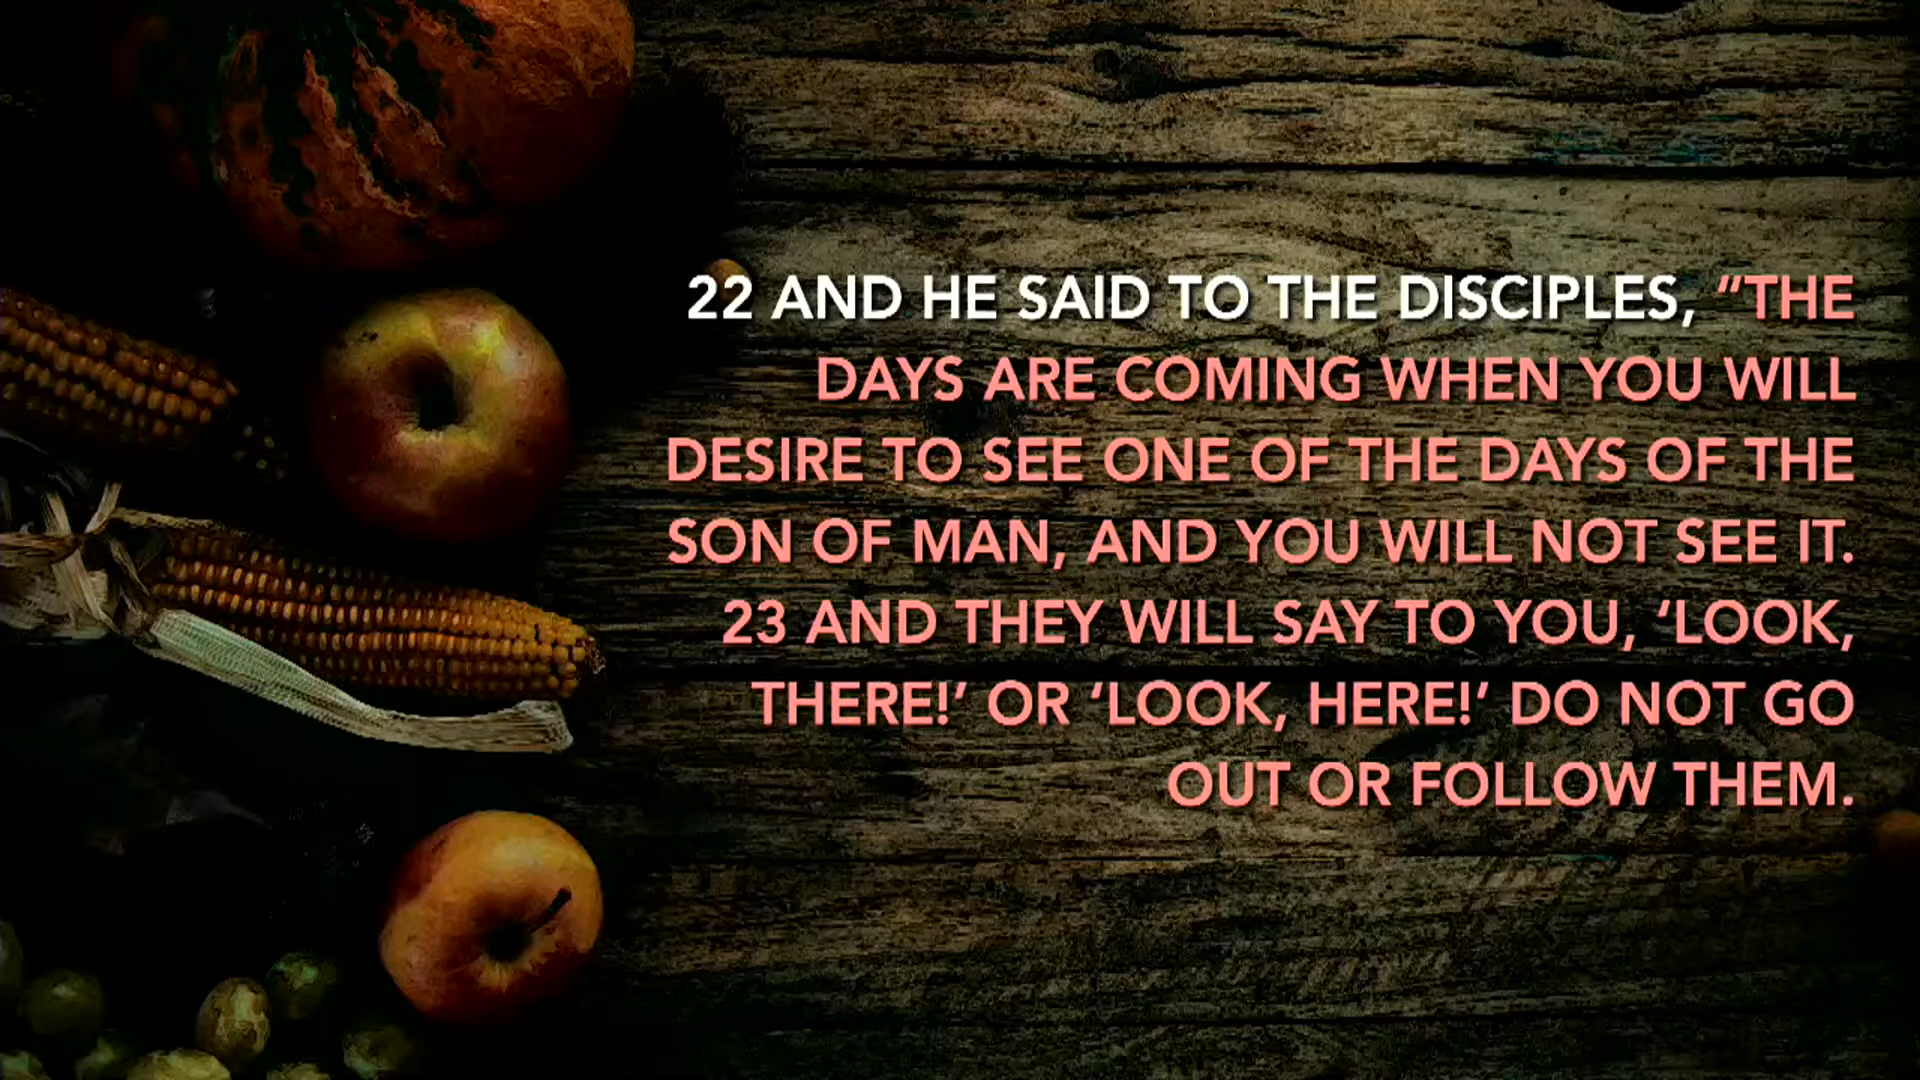 22 AND HE SAID TO THE DISCIPLES, “THE
DAYS ARE COMING WHEN YOU WILL
DESIRE TO SEE ONE OF THE DAYS OF THE
SON OF MAN, AND YOU WILL NOT SEE IT.
23 AND THEY WILL SAY TO YOU, ‘LOOK,
THERE!’ OR ‘LOOK, HERE!’ DO NOT GO
OUT OR FOLLOW THEM.